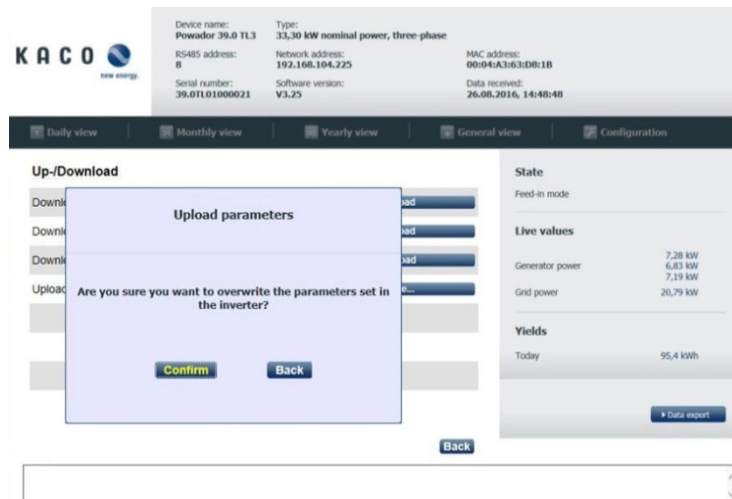 KACO
new energy.
Device name:
Powador 39.0 TL3
Type:
33,30 kW nominal power, three-phase
RS485 address:
8
Network address:
192.168.104.225
MAC address:
00:04:A3:63:DB:1B
Serial number:
39.0TL01000021
Software version:
V3.25
Data received:
26.08.2016, 14:48:48
Daily view
Monthly view
Yearly view
General view
Configuration
Up-/Download
Upload parameters
Are you sure you want to overwrite the parameters set in
the inverter?
Confirm
Back
Back
State
Feed-in mode
Live values
Generator power
7,28 kW
6,83 kW
7,19 kW
Grid power
20,79 kW
Yields
Today
95,4 kWh
Data export